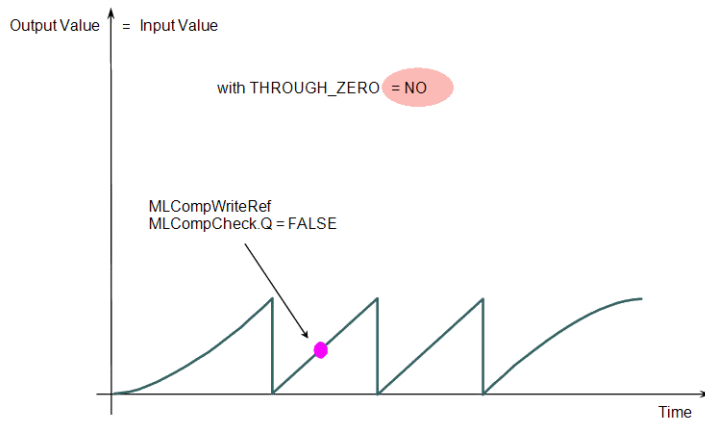 Output Value = Input Value
with THROUGH_ZERO = NO
MLCompWriteRef
MLCompCheck.Q = FALSE
Time